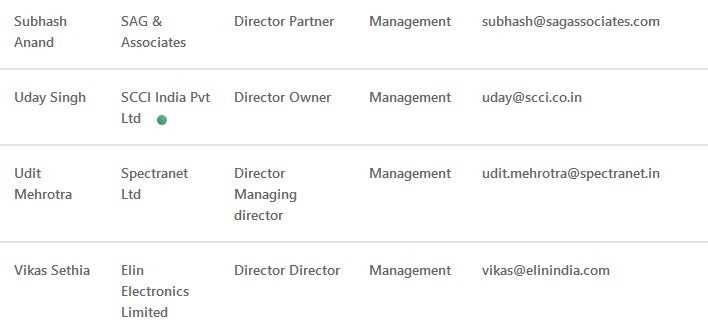 Subhash SAG & Director Partner Management subhash@sagassociates.com
Anand Associates
Uday Singh SCCI India Pvt Director Owner Management uday@scci.co.in
Ltd
Udit Spectranet Director Management udit.mehrotra@spectranet.in
Mehrotra Ltd Managing
director
Vikas Sethia Elin Director Director Management vikas@elinindia.com
Electronics
Limited